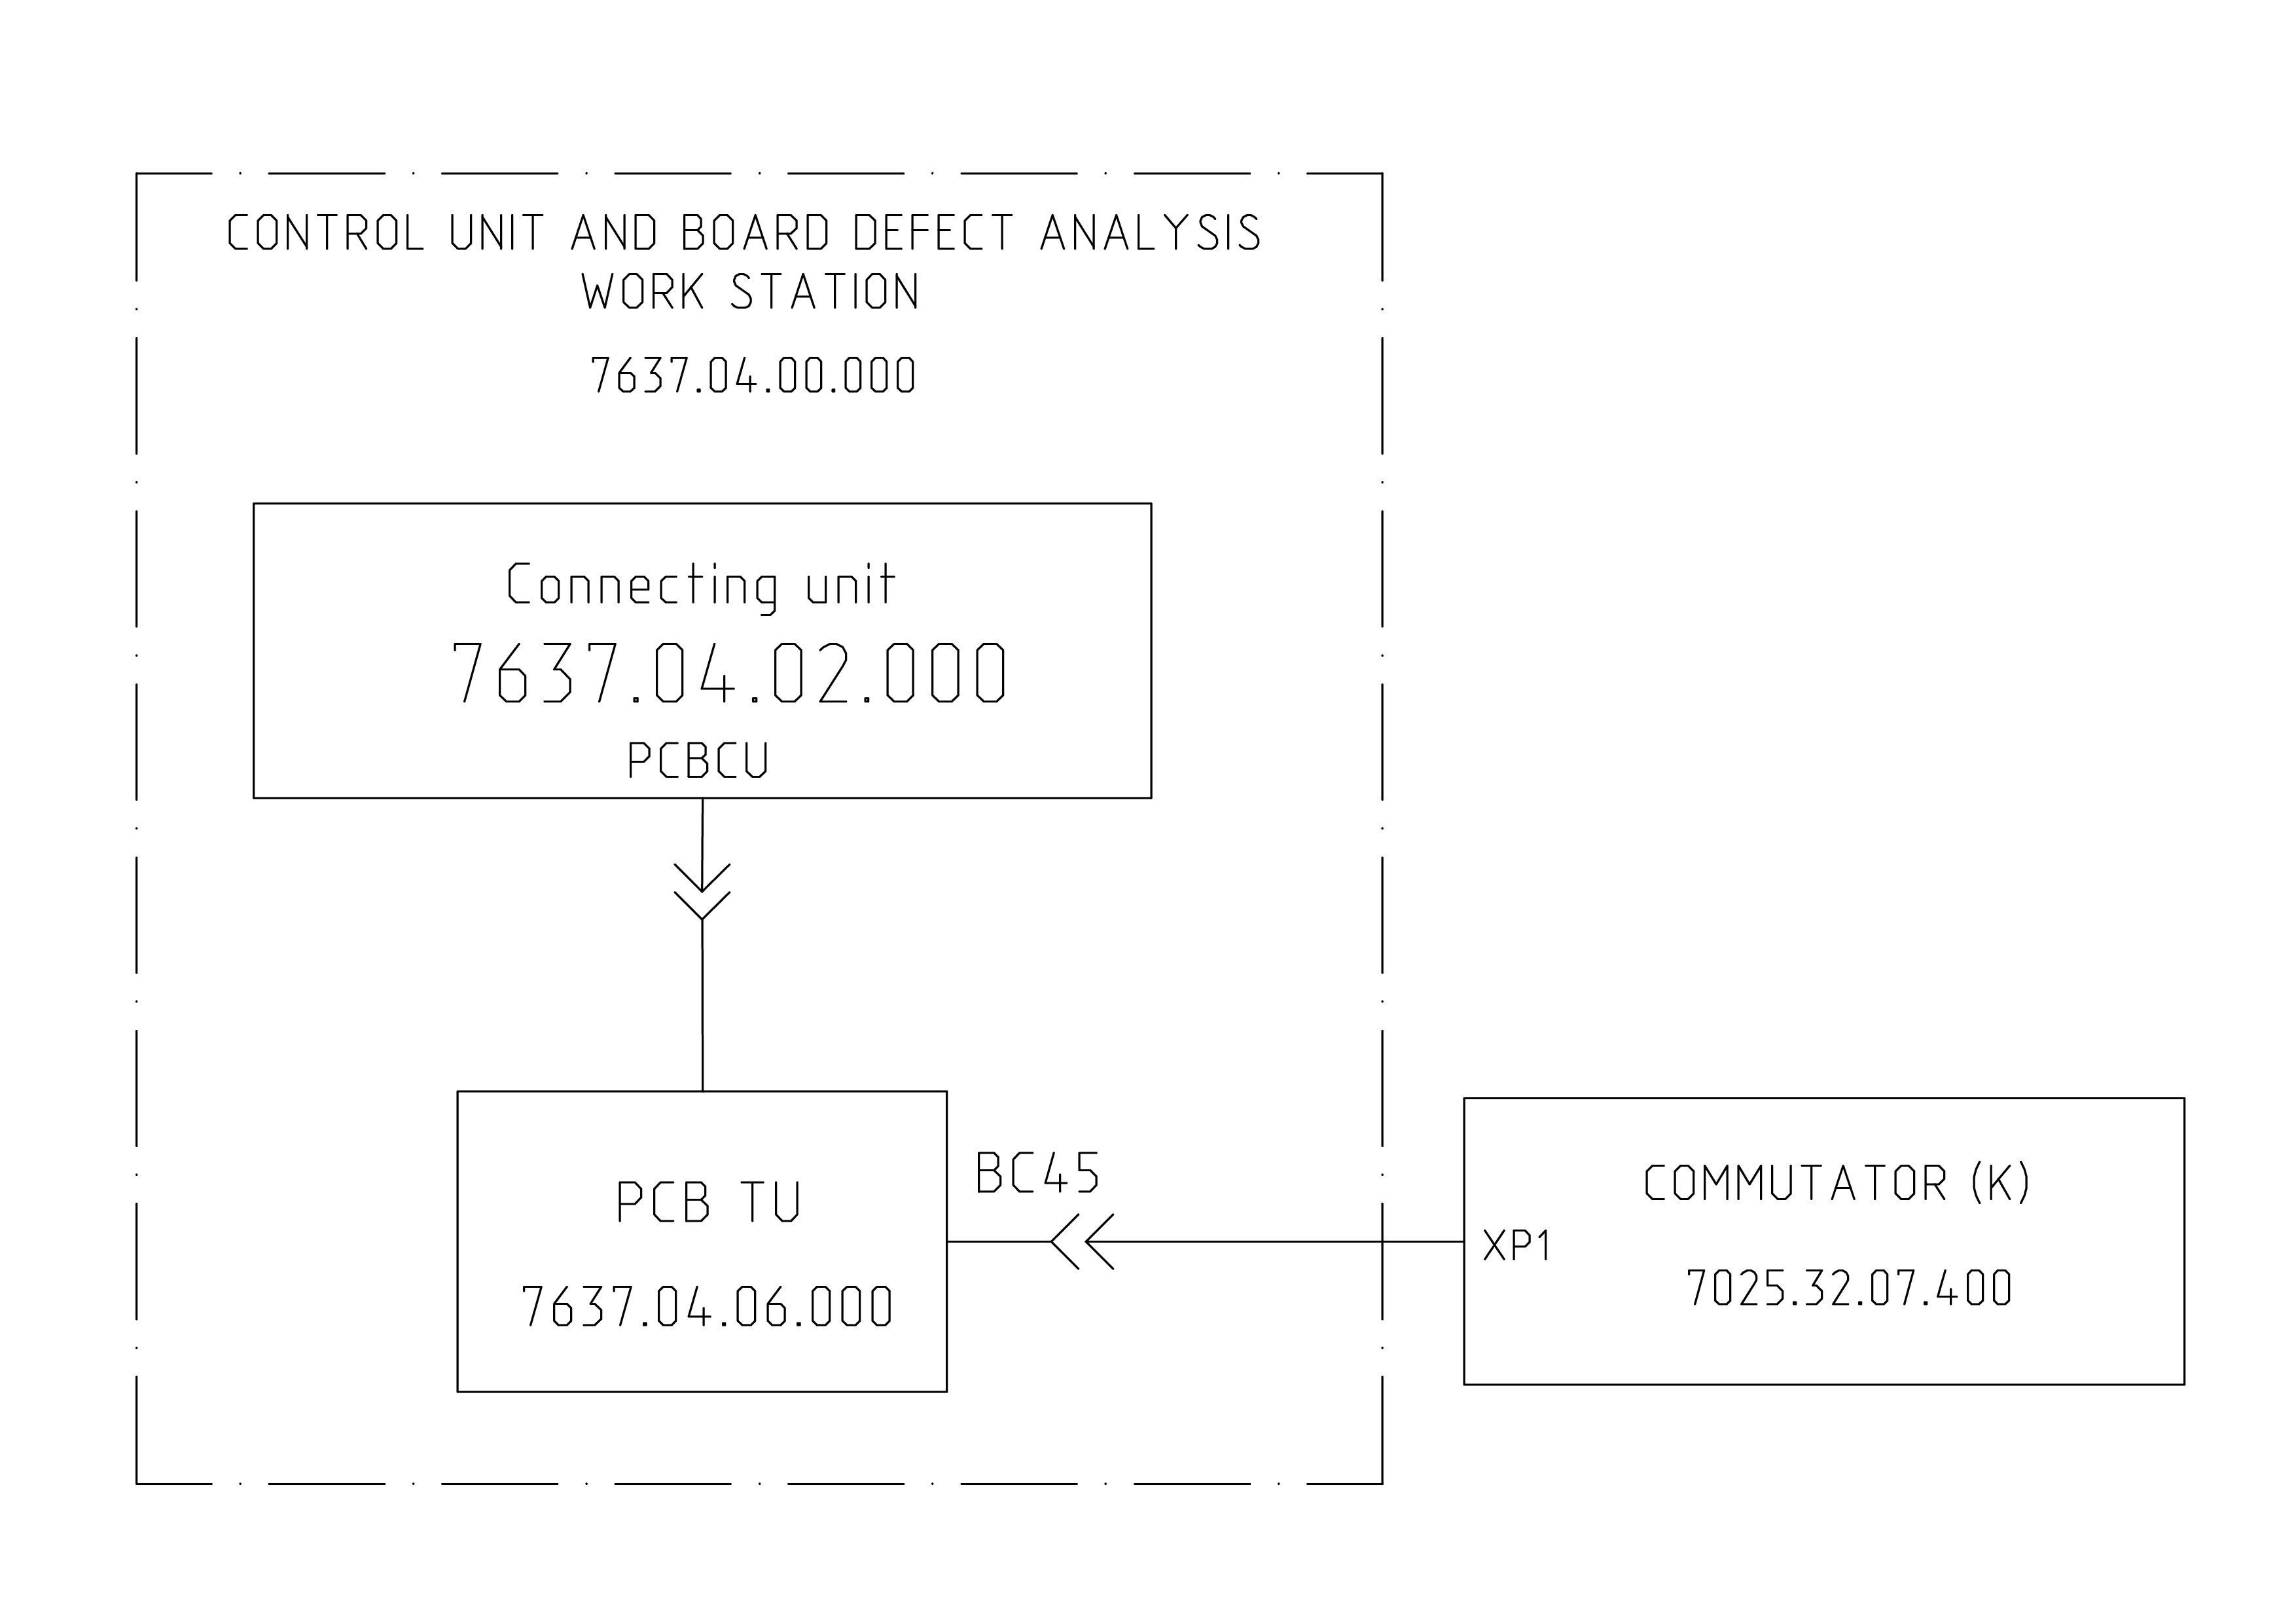 CONTROL UNIT AND BOARD DEFECT ANALYSIS
WORK STATION
7637.04.00.000
Connecting unit
7637.04.02.000
PCBCU
PCB TU
7637.04.06.000
BC45
XP1
COMMUTATOR (K)
7025.32.07.400